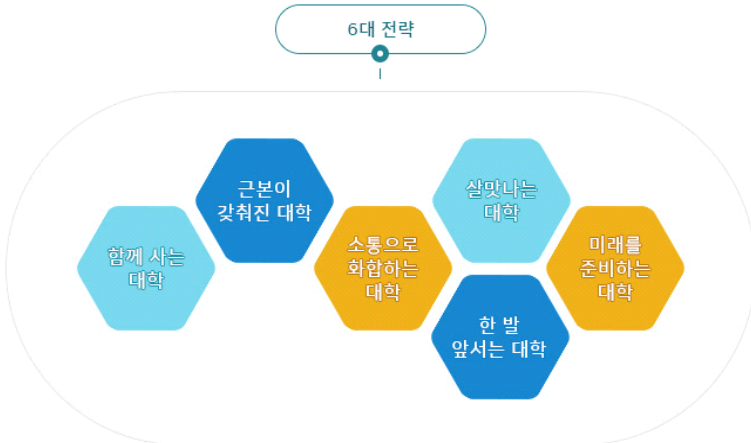 6대 전략
함께 사는
대학
근본이
갖춰진 대학
소통으로
화합하는
대학
살맛나는
대학
한 발
앞서는 대학
미래를
준비하는
대학